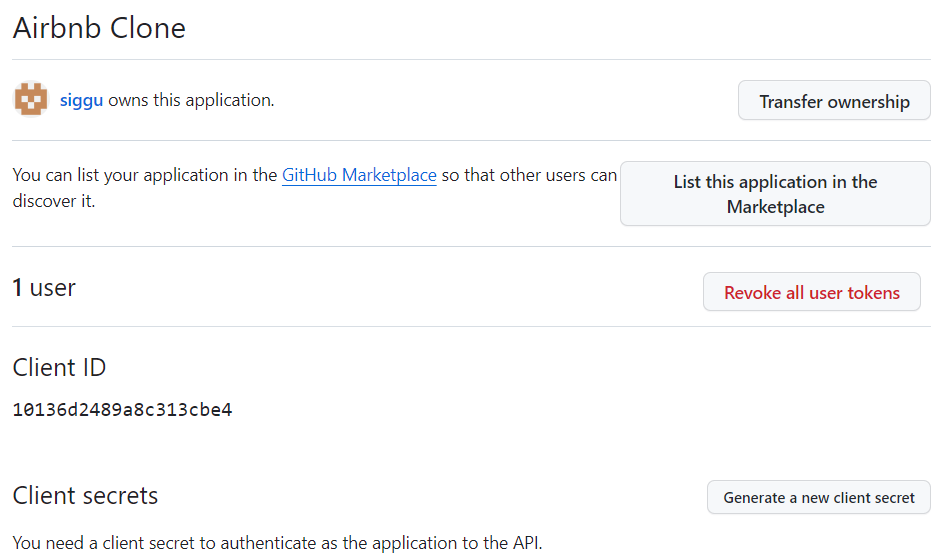 Airbnb Clone
siggu owns this application.
Transfer ownership
You can list your application in the GitHub Marketplace so that other users can
discover it.
List this application in the
Marketplace
1 user
Revoke all user tokens
Client ID
10136d2489a8c313cbe4
Client secrets
Generate a new client secret
You need a client secret to authenticate as the application to the API.